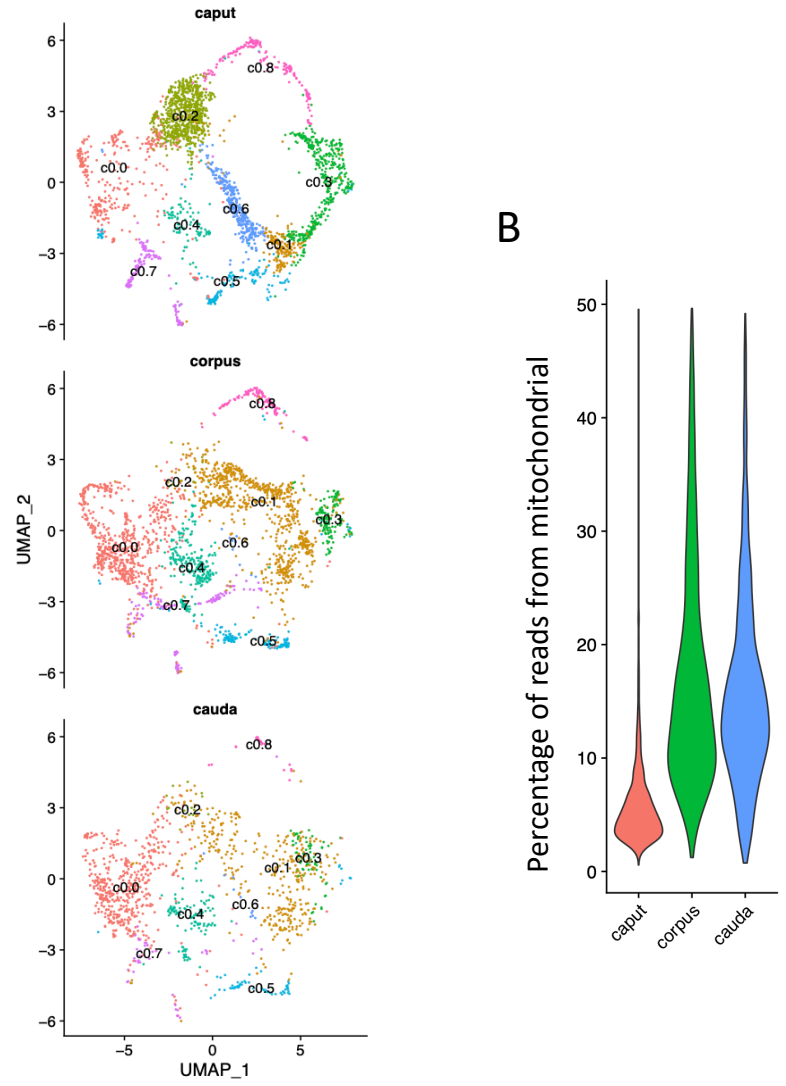 caput
6
3
0
−3
−6
c0.8
c0.2
c0.0
c0.3
c0.6
c0.4
c0.1
c0.7
c0.5
corpus
6
3
0
−3
−6
c0.8
c0.2
c0.1
c0.3
c0.0
c0.6
c0.4
c0.7
c0.5
UMAP_2
cauda
6
3
0
−3
−6
c0.8
c0.2
c0.3
c0.1
c0.0
c0.6
c0.4
c0.7
c0.5
−5 0 5
UMAP_1
B
Percentage of reads from mitochondrial
50
40
30
20
10
0
caput corpus cauda